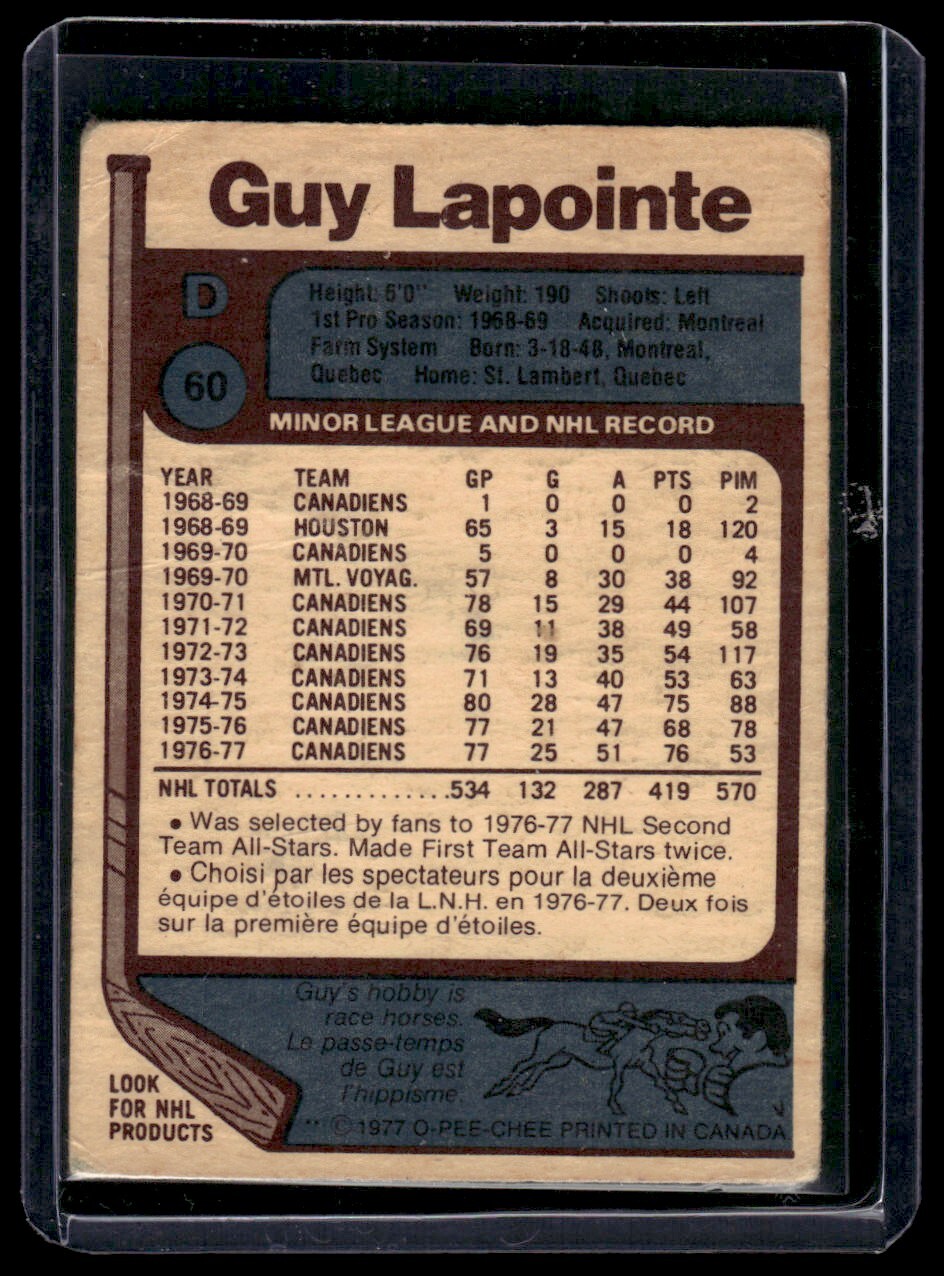 Guy Lapointe
D
60
Height: 6'0" Weight: 190 Shoots: Left
1st Pro Season: 1968-69 Acquired: Montreal
Farm System Born: 3-18-48, Montreal,
Quebec Home: St. Lambert, Quebec
MINOR LEAGUE AND NHL RECORD
YEAR TEAM GP G A PTS PIM
1968-69 CANADIENS 1 0 0 0 2
1968-69 HOUSTON 65 3 15 18 120
1969-70 CANADIENS 5 0 0 0 4
1969-70 MTL. VOYAG. 57 8 30 38 92
1970-71 CANADIENS 78 15 29 44 107
1971-72 CANADIENS 69 11 38 49 58
1972-73 CANADIENS 76 19 35 54 117
1973-74 CANADIENS 71 13 40 53 63
1974-75 CANADIENS 80 28 47 75 88
1975-76 CANADIENS 77 21 47 68 78
1976-77 CANADIENS 77 25 51 76 53
NHL TOTALS ..............534 132 287 419 570
• Was selected by fans to 1976-77 NHL Second
Team All-Stars. Made First Team All-Stars twice.
• Choisi par les spectateurs pour la deuxième
équipe d'étoiles de la L.N.H. en 1976-77. Deux fois
sur la première équipe d'étoiles.
Guy's hobby is
race horses.
Le passe-temps
de Guy est
l'hippisme.
LOOK
FOR NHL
PRODUCTS
** © 1977 O-PEE-CHEE PRINTED IN CANADA